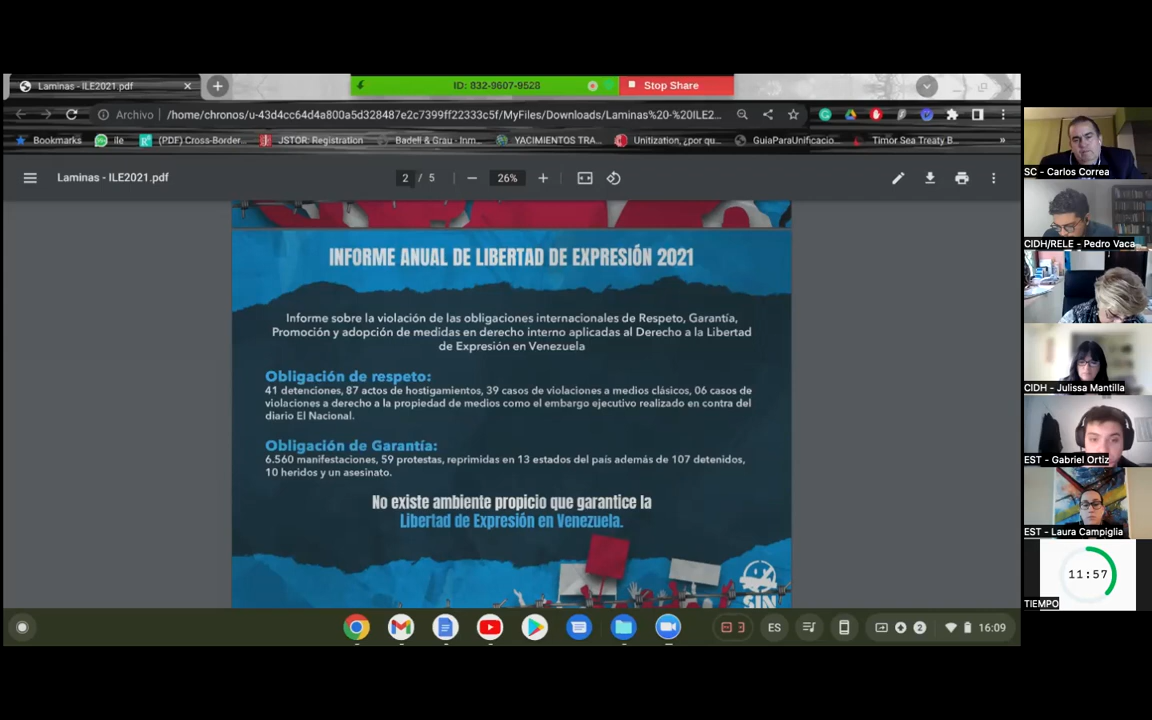 Laminas - ILE2021.pdf
ID: 832-9607-9528
Stop Share
Archivo
/home/chronos/u-43d4cc64d4a800a5d328487e2c7399ff22333c5f/MyFiles/Downloads/Laminas%20-%20ILE2...
Bookmarks
ile
(PDF) Cross-Border...
JSTOR: Registration
Badell & Grau - Inm...
YACIMIENTOS TRA...
Unitization, ¿por qu...
GuiaParaUnificacio...
Timor Sea Treaty B...
»
Laminas - ILE2021.pdf
2 / 5
26%
INFORME ANUAL DE LIBERTAD DE EXPRESIÓN 2021
Informe sobre la violación de las obligaciones internacionales de Respeto, Garantía,
Promoción y adopción de medidas en derecho interno aplicadas al Derecho a la Libertad
de Expresión en Venezuela
Obligación de respeto:
41 detenciones, 87 actos de hostigamientos, 39 casos de violaciones a medios clásicos, 06 casos de
violaciones a derecho a la propiedad de medios como el embargo ejecutivo realizado en contra del
diario El Nacional.
Obligación de Garantía:
6.560 manifestaciones, 59 protestas, reprimidas en 13 estados del país además de 107 detenidos,
10 heridos y un asesinato.
No existe ambiente propicio que garantice la
Libertad de Expresión en Venezuela.
SIN
ES
2
16:09
SC - Carlos Correa
CIDH/RELE - Pedro Vaca...
CIDH - Julissa Mantilla
EST - Gabriel Ortiz
EST - Laura Campiglia
11:57
TIEMPO